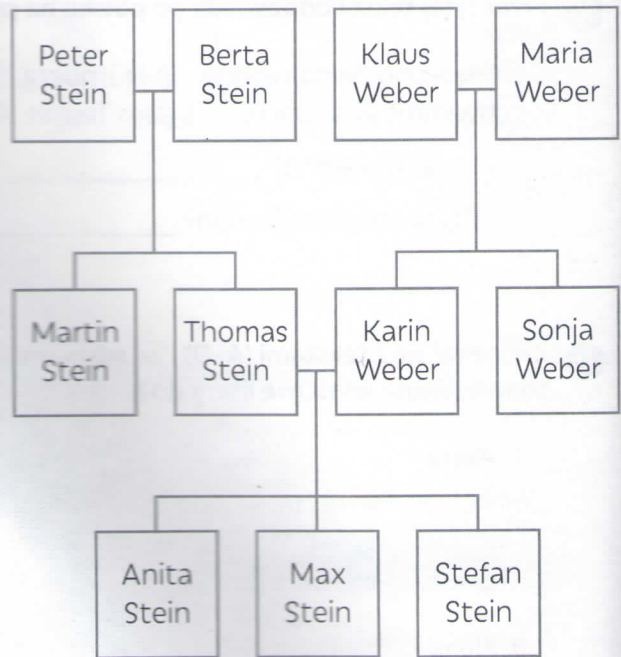 Peter
Stein
Berta
Stein
Klaus
Weber
Maria
Weber
Martin
Stein
Thomas
Stein
Karin
Weber
Sonja
Weber
Anita
Stein
Max
Stein
Stefan
Stein